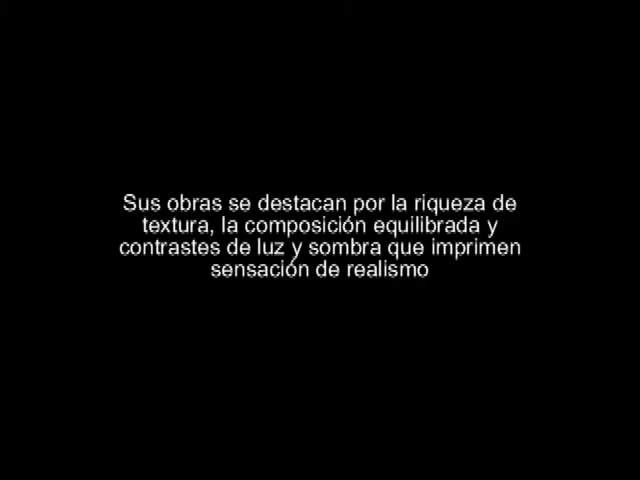 Sus obras se destacan por la riqueza de
textura, la composición equilibrada y
contrastes de luz y sombra que imprimen
sensación de realismo